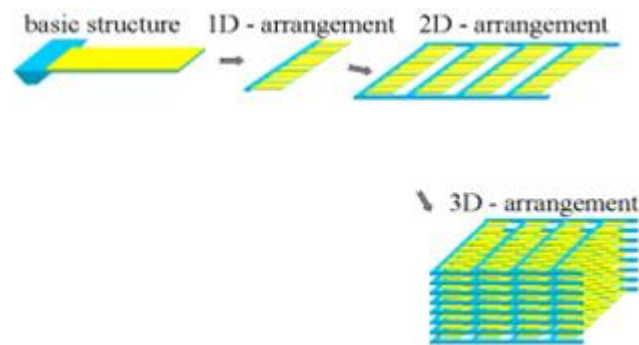 basic structure
1D - arrangement
2D - arrangement
3D - arrangement